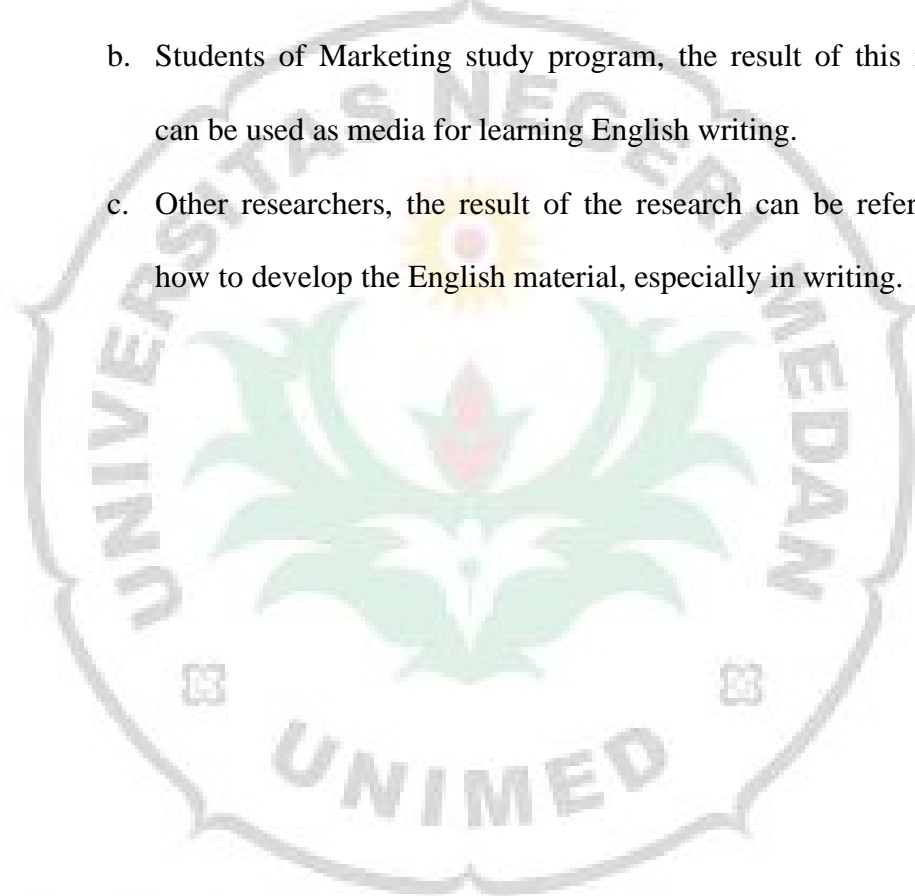 b. Students of Marketing study program, the result of this
can be used as media for learning English writing.
c. Other researchers, the result of the research can be
how to develop the English material, especially in writing.
UNIVERSITAS NEGERI MEDAN
UNIMED